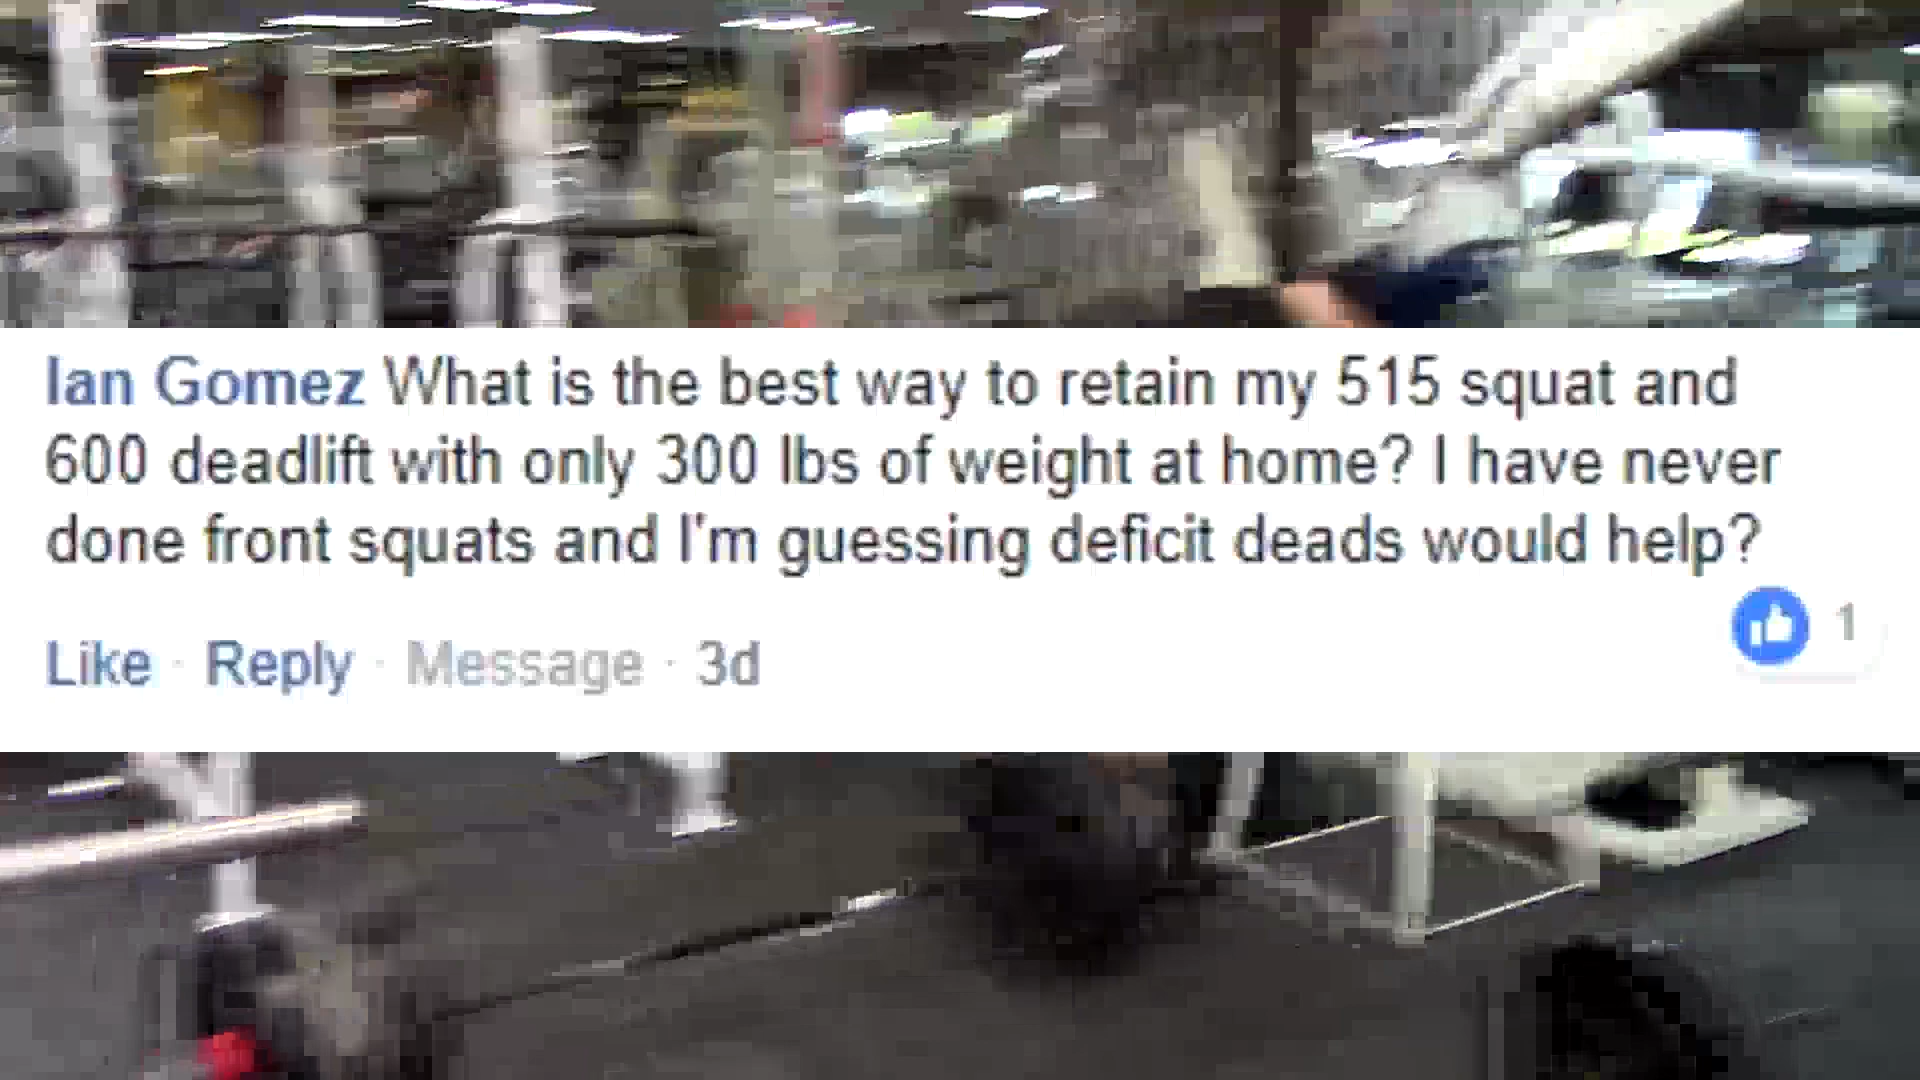 Ian Gomez What is the best way to retain my 515 squat and
600 deadlift with only 300 lbs of weight at home? I have never
done front squats and I'm guessing deficit deads would help?
1
Like · Reply · Message · 3d